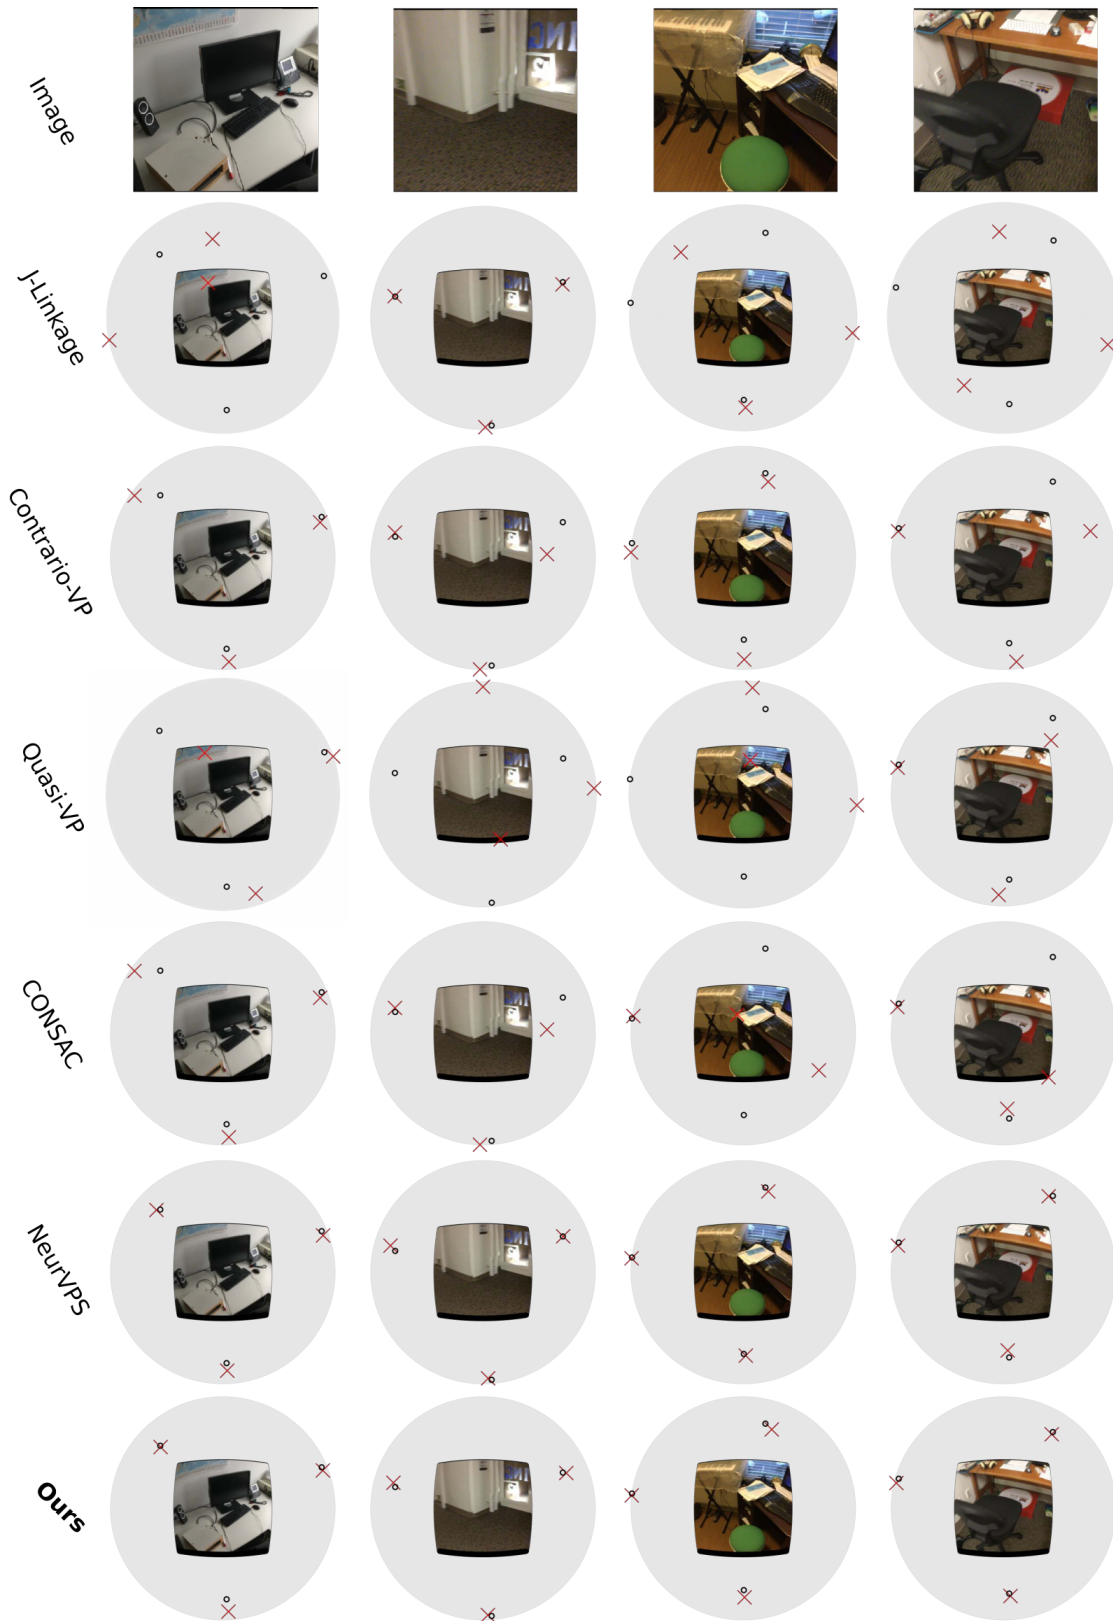 Image
J-Linkage
Contrario-VP
Quasi-VP
CONSAC
NeurVPS
Ours